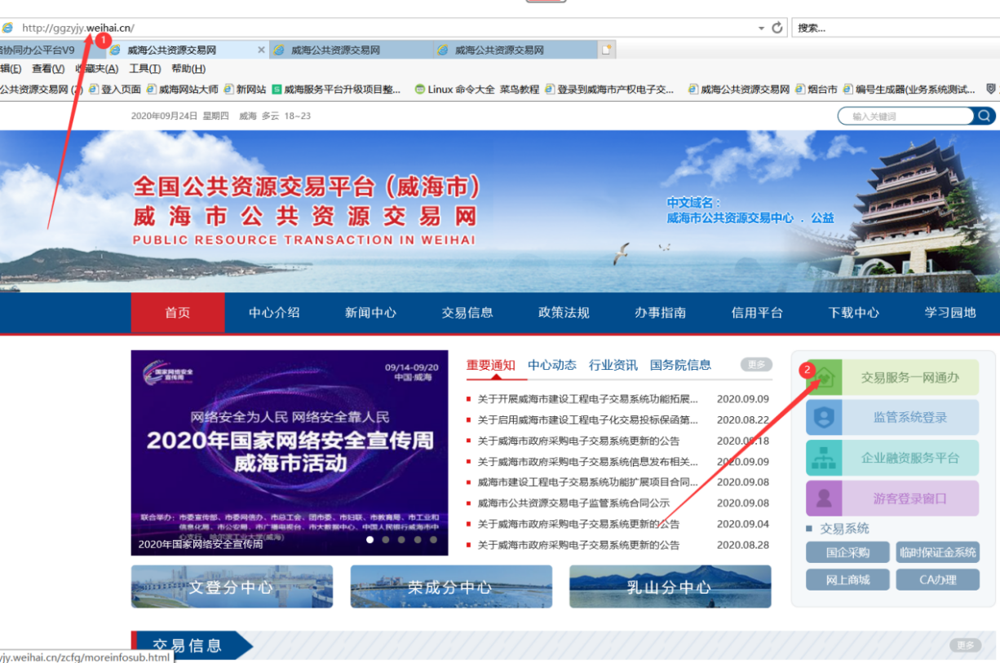 http://ggzyjy.weihai.cn/
搜索...
1
协同办公平台V9
威海公共资源交易网
威海公共资源交易网
威海公共资源交易网
辑(E) 查看(V) 收藏夹(A) 工具(T) 帮助(H)
公共资源交易网 登入页面 威海网站大师 新网站 威海服务平台升级项目整... Linux 命令大全 菜鸟教程 登录到威海市产权电子交... 威海公共资源交易网 烟台市 编号生成器(业务系统测试...
2020年09月24日 星期四 威海 多云 18~23
输入关键词
全国公共资源交易平台（威海市）
威海市公共资源交易网
PUBLIC RESOURCE TRANSACTION IN WEIHAI
中文域名：
威海市公共资源交易中心 . 公益
首页 中心介绍 新闻中心 交易信息 政策法规 办事指南 信用平台 下载中心 学习园地
国家网络安全
宣传周
09/14-09/20
中国·威海
网络安全为人民 网络安全靠人民
2020年国家网络安全宣传周
威海市活动
联合举办：市委宣传部、市委网信办、市总工会、团市委、市妇联、市教育局、市工业和
信息化局、市公安局、市广播电视台、市大数据中心、中国人民银行威海市中
心支行、哈尔滨工业大学(威海)
2020年国家网络安全宣传周
重要通知 中心动态 行业资讯 国务院信息 更多
关于开展威海市建设工程电子交易系统功能拓展... 2020.09.09
关于启用威海市建设工程电子化交易投标保函第... 2020.08.22
关于威海市政府采购电子交易系统更新的公告 2020.09.18
关于威海市政府采购电子交易系统信息发布相关... 2020.09.09
威海市建设工程电子交易系统功能扩展项目合同... 2020.09.08
威海市公共资源交易电子监管系统合同公示 2020.09.08
关于威海市政府采购电子交易系统更新的公告 2020.09.04
关于威海市政府采购电子交易系统更新的公告 2020.08.28
2
交易服务一网通办
监管系统登录
企业融资服务平台
游客登录窗口
交易系统
国企采购 临时保证金系统
网上商城 CA办理
文登分中心 荣成分中心 乳山分中心
交易信息
更多
yjy.weihai.cn/zcfg/moreinfosub.html